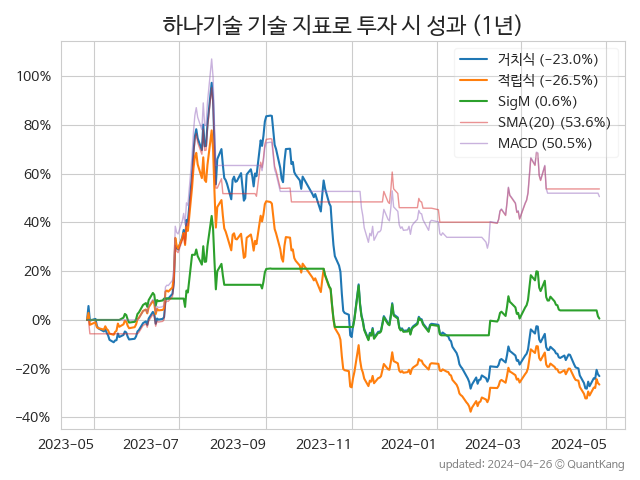 하나기술 기술 지표로 투자 시 성과 (1년)
거치식 (−23.0%)
적립식 (−26.5%)
SigM (0.6%)
SMA(20) (53.6%)
MACD (50.5%)
100%
80%
60%
40%
20%
0%
−20%
−40%
2023-05 2023-07 2023-09 2023-11 2024-01 2024-03 2024-05
updated: 2024-04-26 © QuantKang